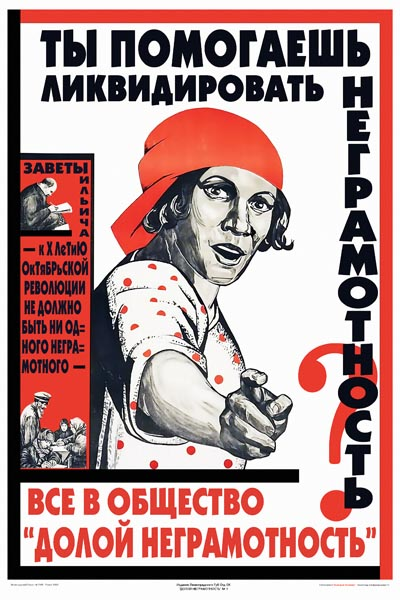 ТЫ ПОМОГАЕШЬ
ЛИКВИДИРОВАТЬ
НЕГРАМОТНОСТЬ
?
ЗАВЕТЫ
ИЛЬИЧА
— К X ЛЕТИЮ
ОКТЯБРЬСКОЙ
РЕВОЛЮЦИИ
НЕ ДОЛЖНО
БЫТЬ НИ ОД=
НОГО НЕГРА=
МОТНОГО —
ВСЕ В ОБЩЕСТВО
"ДОЛОЙ НЕГРАМОТНОСТЬ"